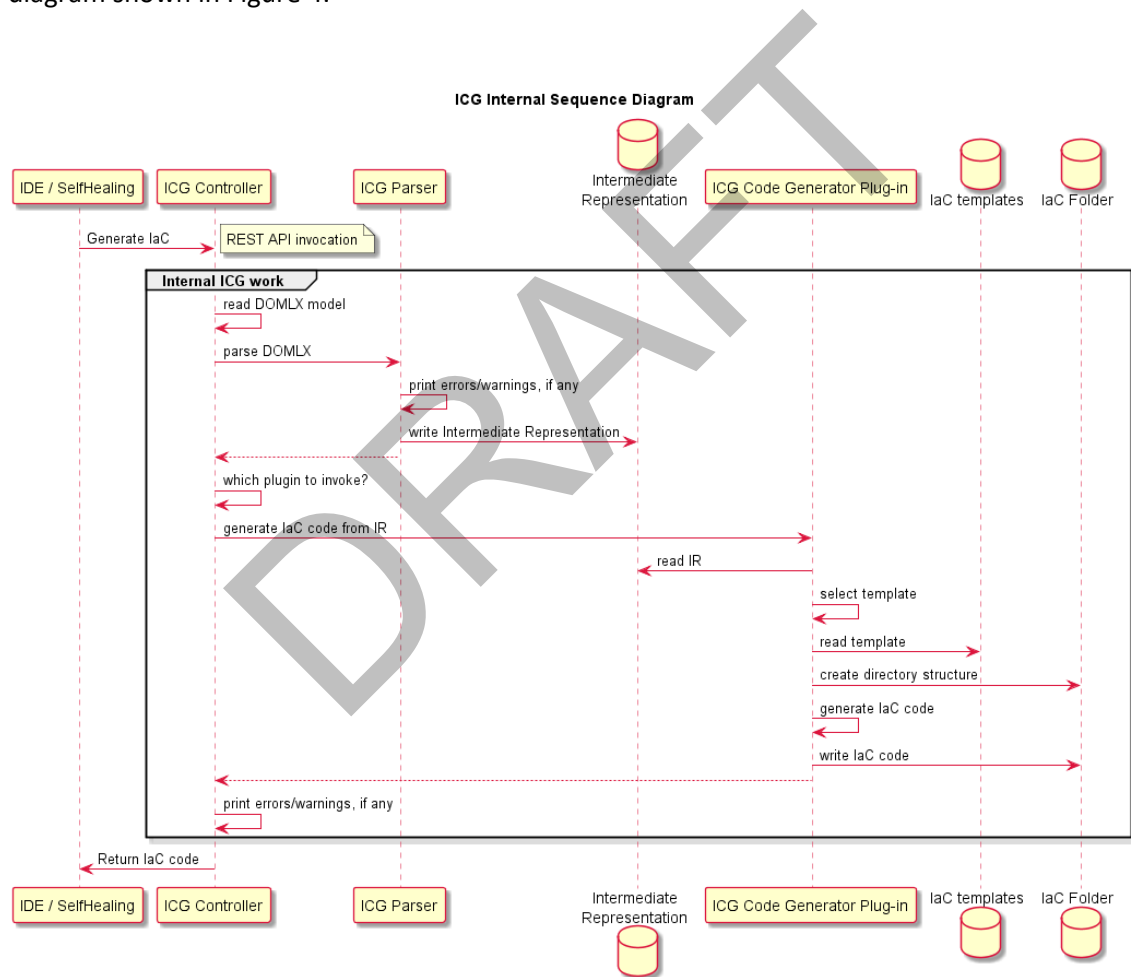 diagram shown in Figure 4.
ICG Internal Sequence Diagram
IDE / SelfHealing
ICG Controller
ICG Parser
Intermediate
Representation
ICG Code Generator Plug-in
IaC templates
IaC Folder
Generate IaC
REST API invocation
Internal ICG work
read DOMLX model
parse DOMLX
print errors/warnings, if any
write Intermediate Representation
which plugin to invoke?
generate IaC code from IR
read IR
select template
read template
create directory structure
generate IaC code
write IaC code
print errors/warnings, if any
Return IaC code
IDE / SelfHealing
ICG Controller
ICG Parser
Intermediate
Representation
ICG Code Generator Plug-in
IaC templates
IaC Folder
DRAFT